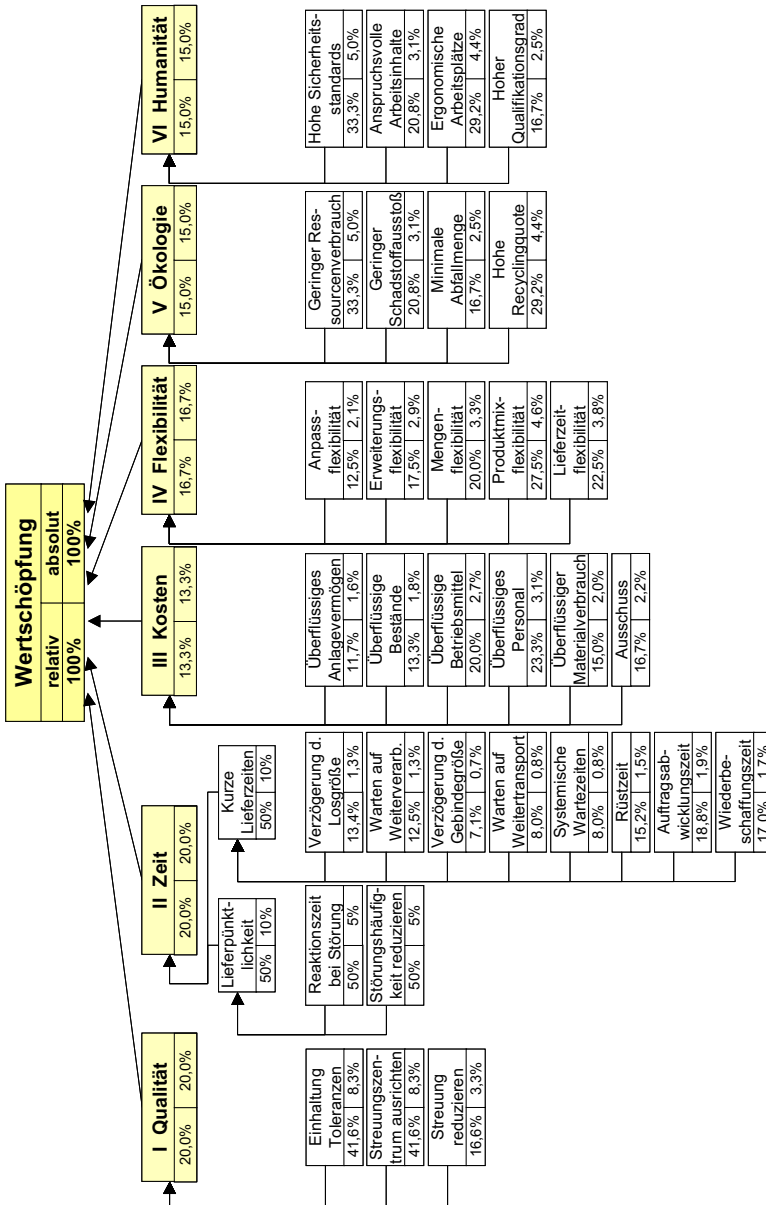 Wertschöpfung
relativ absolut
100% 100%
I Qualität
20,0% 20,0%
II Zeit
20,0% 20,0%
III Kosten
13,3% 13,3%
IV Flexibilität
16,7% 16,7%
V Ökologie
15,0% 15,0%
VI Humanität
15,0% 15,0%
Einhaltung
Toleranzen
41,6% 8,3%
Streuungszen-
trum ausrichten
41,6% 8,3%
Streuung
reduzieren
16,6% 3,3%
Lieferpünkt-
lichkeit
50% 10%
Reaktionszeit
bei Störung
50% 5%
Störungshäufig-
keit reduzieren
50% 5%
Kurze
Lieferzeiten
50% 10%
Verzögerung d.
Losgröße
13,4% 1,3%
Warten auf
Weiterverarb.
12,5% 1,3%
Verzögerung d.
Gebindegröße
7,1% 0,7%
Warten auf
Weitertransport
8,0% 0,8%
Systemische
Wartezeiten
8,0% 0,8%
Rüstzeit
15,2% 1,5%
Auftragsab-
wicklungszeit
18,8% 1,9%
Wiederbe-
schaffungszeit
17,0% 1,7%
Überflüssiges
Anlagevermögen
11,7% 1,6%
Überflüssige
Bestände
13,3% 1,8%
Überflüssige
Betriebsmittel
20,0% 2,7%
Überflüssiges
Personal
23,3% 3,1%
Überflüssiger
Materialverbrauch
15,0% 2,0%
Ausschuss
16,7% 2,2%
Anpass-
flexibilität
12,5% 2,1%
Erweiterungs-
flexibilität
17,5% 2,9%
Mengen-
flexibilität
20,0% 3,3%
Produktmix-
flexibilität
27,5% 4,6%
Lieferzeit-
flexibilität
22,5% 3,8%
Geringer Res-
sourcenverbrauch
33,3% 5,0%
Geringer
Schadstoffausstoß
20,8% 3,1%
Minimale
Abfallmenge
16,7% 2,5%
Hohe
Recyclingquote
29,2% 4,4%
Hohe Sicherheits-
standards
33,3% 5,0%
Anspruchsvolle
Arbeitsinhalte
20,8% 3,1%
Ergonomische
Arbeitsplätze
29,2% 4,4%
Hoher
Qualifikationsgrad
16,7% 2,5%